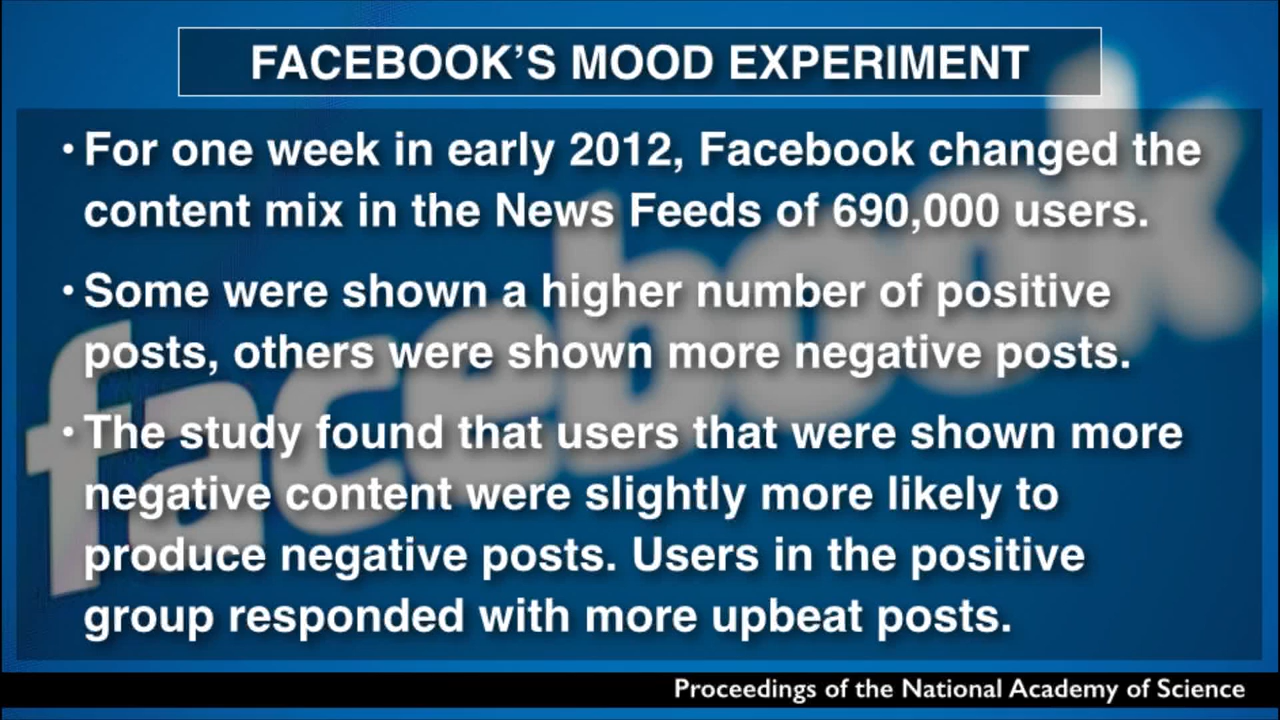 FACEBOOK'S MOOD EXPERIMENT
• For one week in early 2012, Facebook changed the
content mix in the News Feeds of 690,000 users.
• Some were shown a higher number of positive
posts, others were shown more negative posts.
• The study found that users that were shown more
negative content were slightly more likely to
produce negative posts. Users in the positive
group responded with more upbeat posts.
facebook
Proceedings of the National Academy of Science